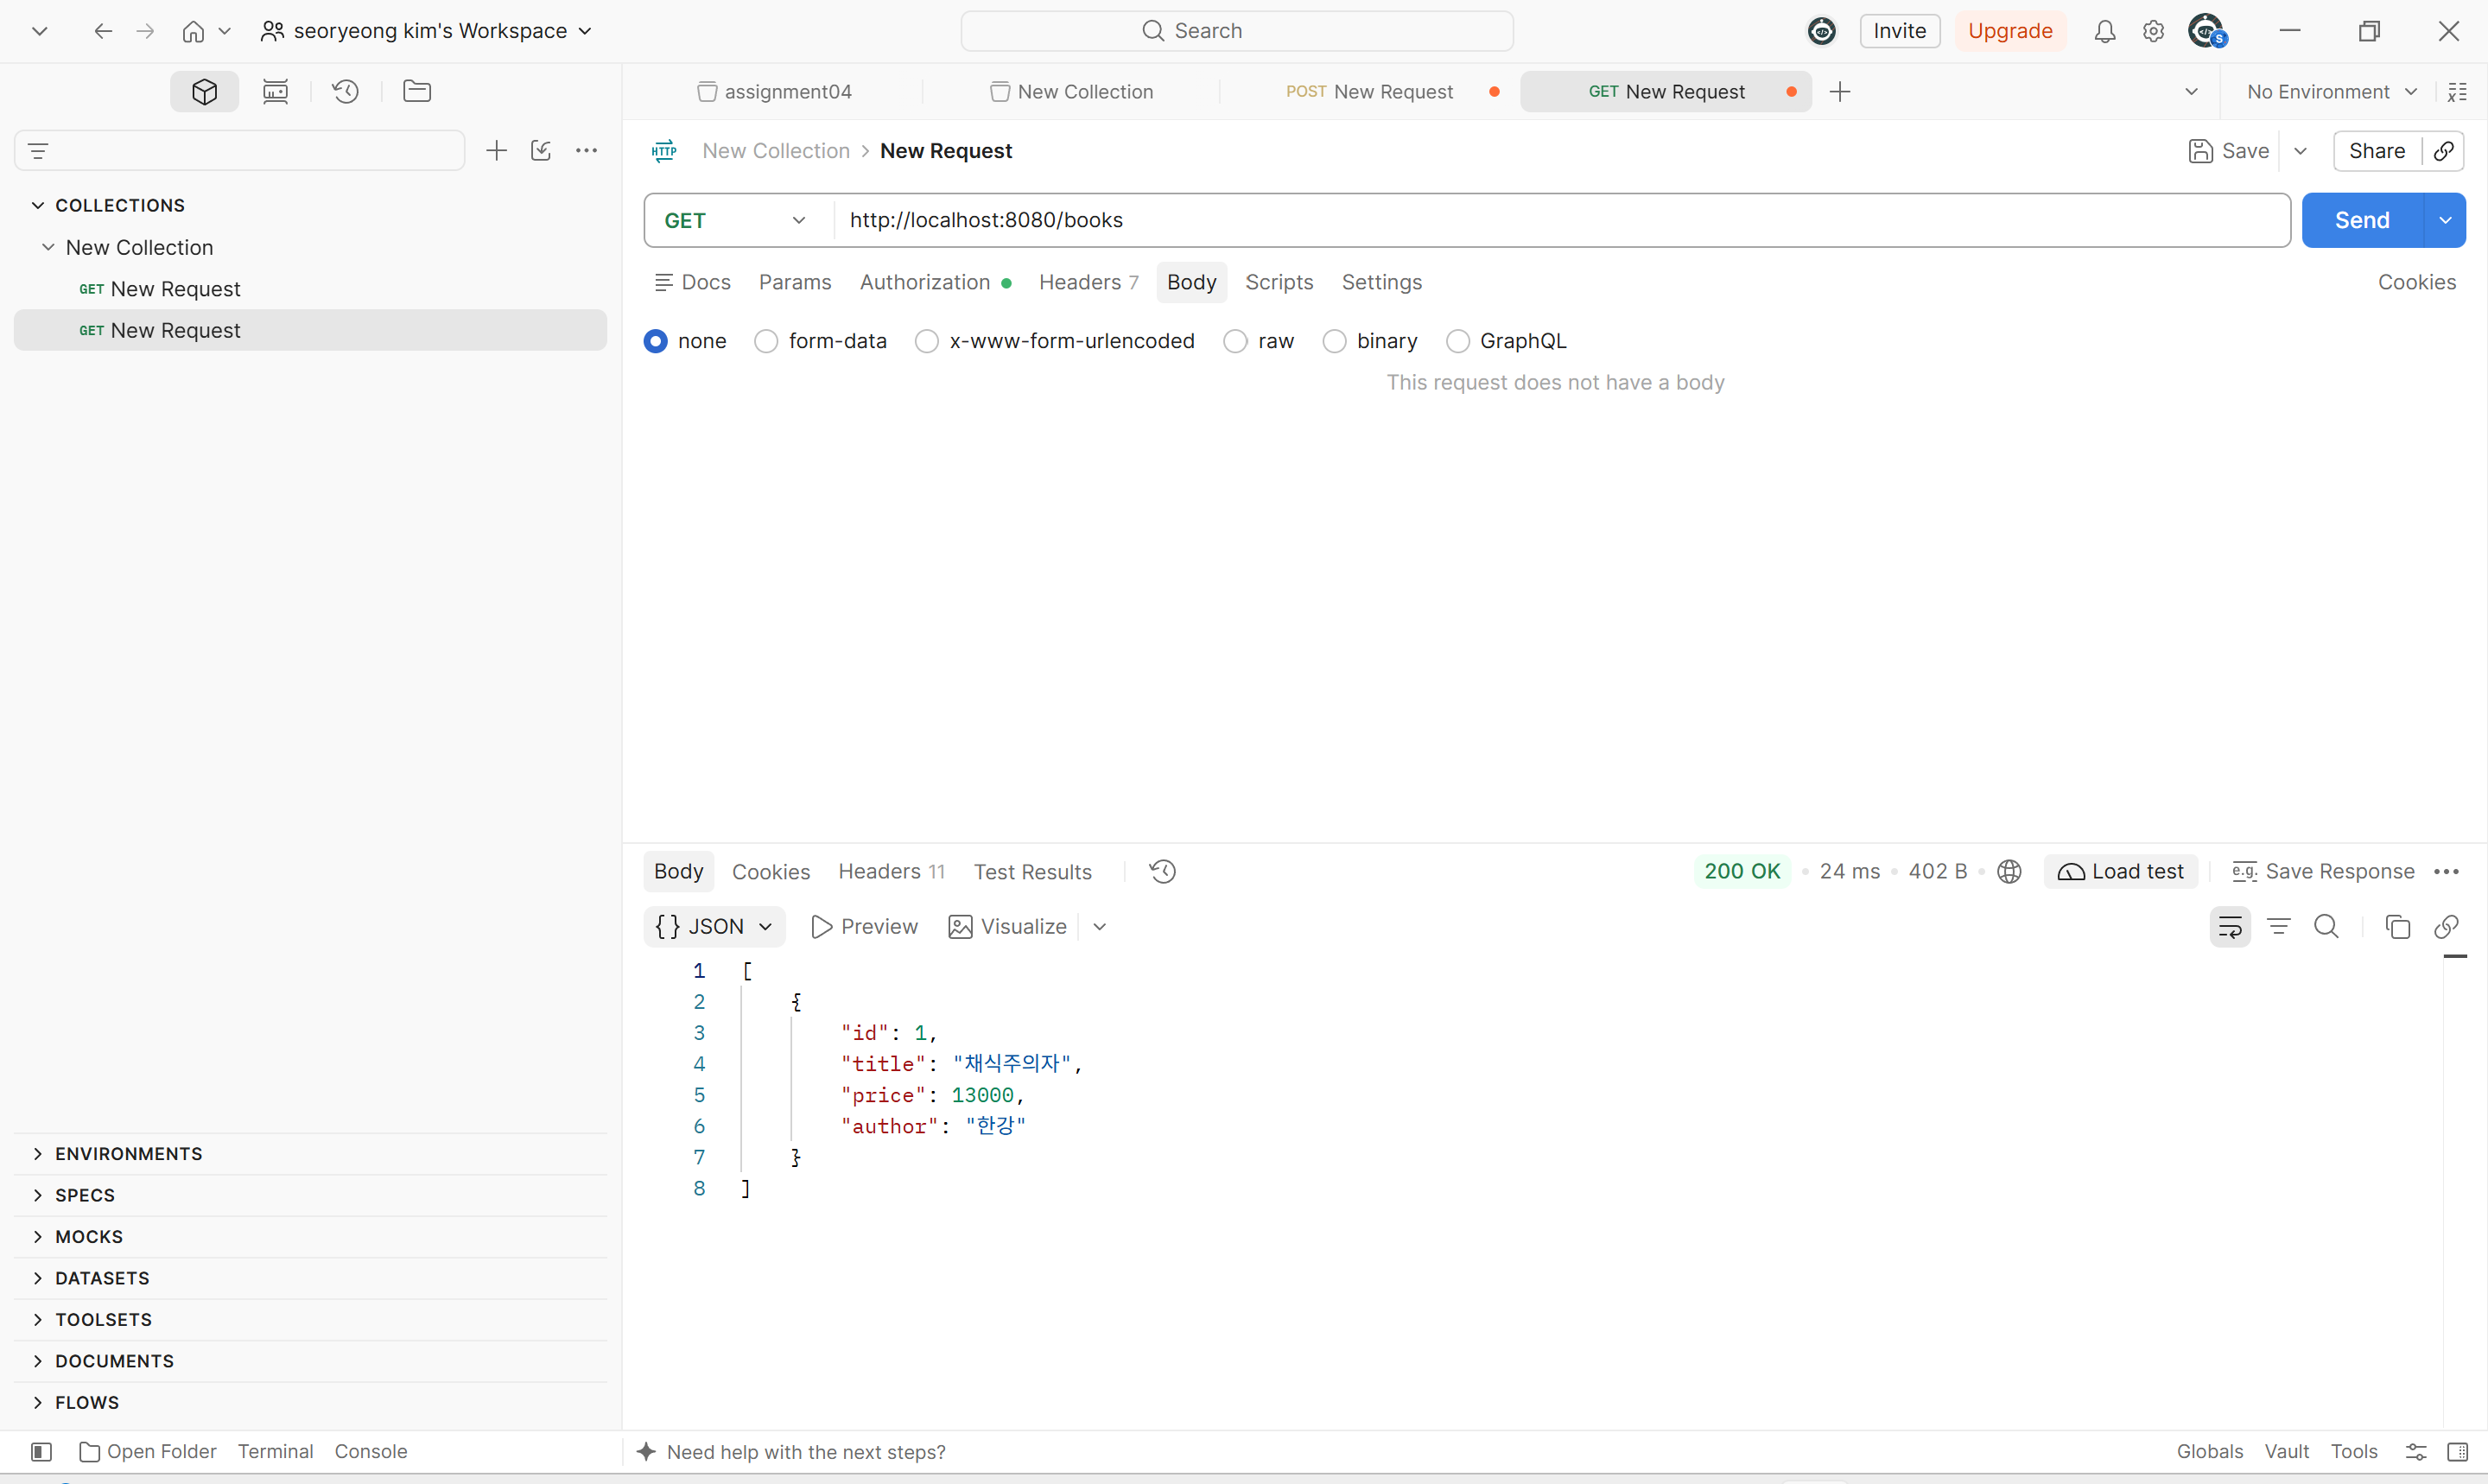 seoryeong kim's Workspace
Search
Invite
Upgrade
S
assignment04
New Collection
POST New Request
GET New Request
No Environment
COLLECTIONS
New Collection
GET New Request
GET New Request
ENVIRONMENTS
SPECS
MOCKS
DATASETS
TOOLSETS
DOCUMENTS
FLOWS
HTTP New Collection > New Request
Save
Share
GET http://localhost:8080/books
Send
Docs Params Authorization Headers 7 Body Scripts Settings
Cookies
none form-data x-www-form-urlencoded raw binary GraphQL
This request does not have a body
Body Cookies Headers 11 Test Results
200 OK • 24 ms • 402 B
Load test
e.g. Save Response
{ } JSON Preview Visualize
1 [
2 {
3 "id": 1,
4 "title": "채식주의자",
5 "price": 13000,
6 "author": "한강"
7 }
8 ]
Open Folder Terminal Console
Need help with the next steps?
Globals Vault Tools